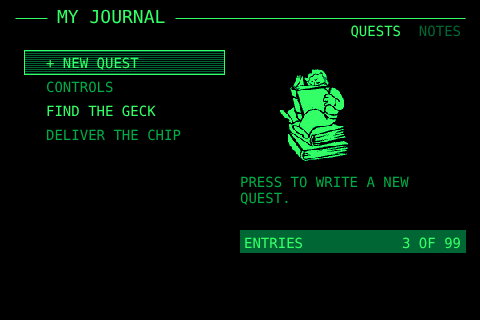 MY JOURNAL
QUESTS NOTES
+ NEW QUEST
CONTROLS
FIND THE GECK
DELIVER THE CHIP
PRESS TO WRITE A NEW
QUEST.
ENTRIES 3 OF 99